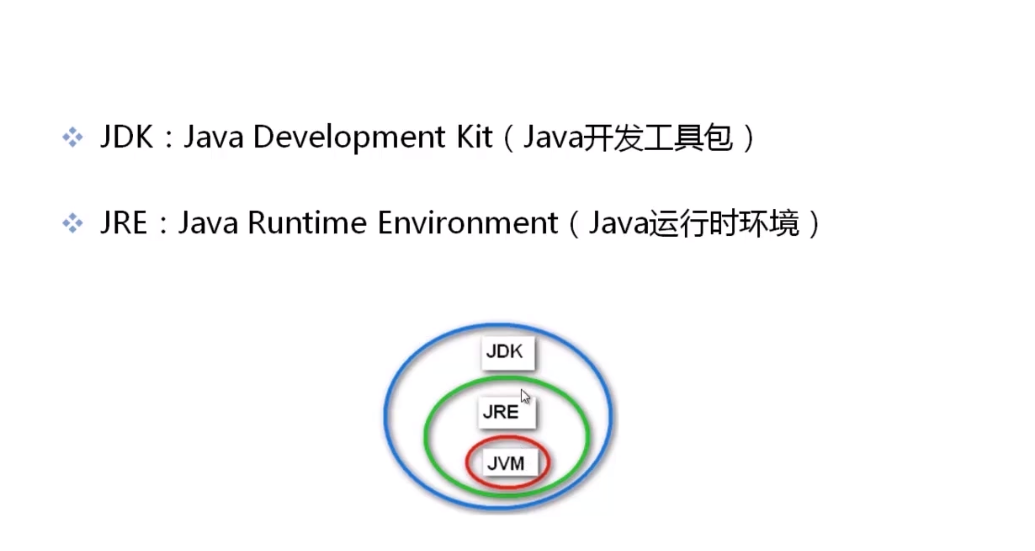 JDK：Java Development Kit（Java开发工具包）
JRE：Java Runtime Environment（Java运行时环境）
JDK
JRE
JVM